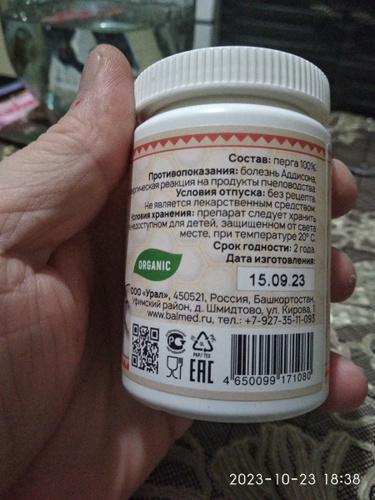 Состав: перга 100%.
Противопоказания: болезнь Аддисона,
реакция на продукты пчеловодства.
Условия отпуска: без рецепта.
Не является лекарственным средством
Условия хранения: препарат следует хранить
недоступном для детей, защищенном от света
месте, при температуре 20° С.
Срок годности: 2 года.
Дата изготовления:
15.09.23
ORGANIC
ООО «Урал», 450521, Россия, Башкортостан,
Уфимский район, д. Шмидтово, ул. Кирова, 1
www.balmed.ru, тел.: +7-927-35-11-093
PAP/ 78Б
EAC
4 650099 171080
2023-10-23 18:38